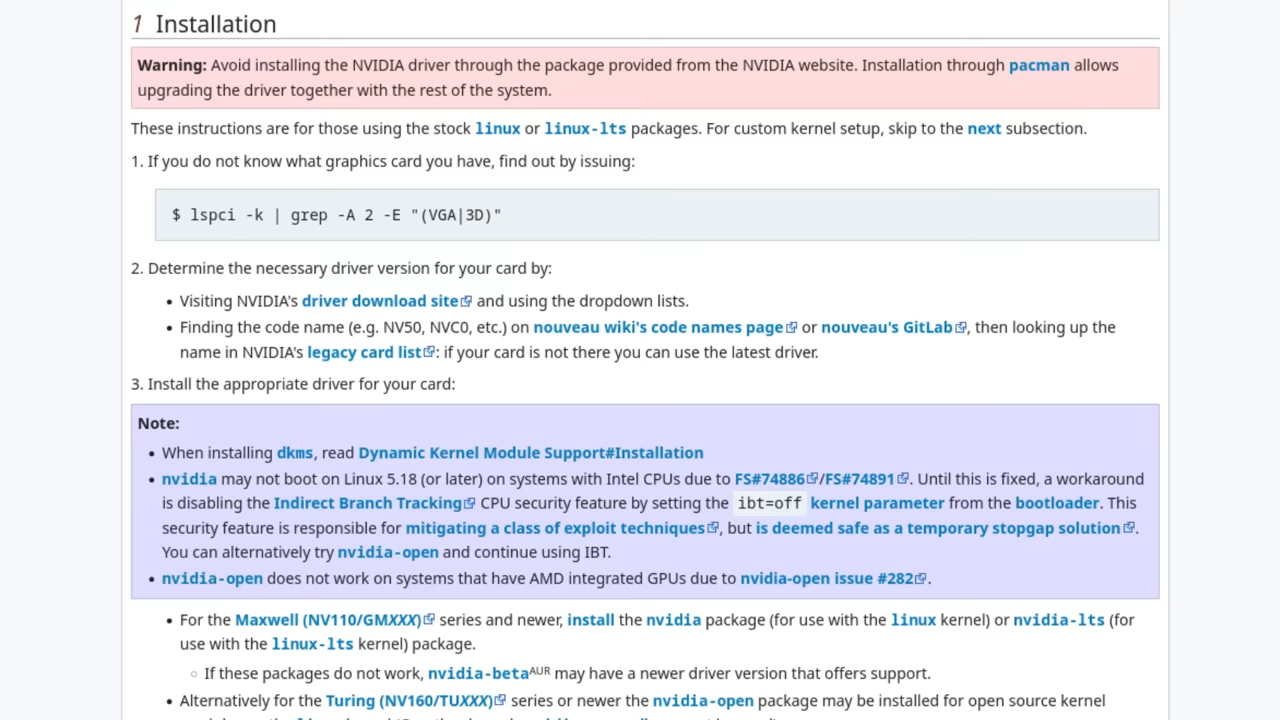 1 Installation
Warning: Avoid installing the NVIDIA driver through the package provided from the NVIDIA website. Installation through pacman allows
upgrading the driver together with the rest of the system.
These instructions are for those using the stock linux or linux-lts packages. For custom kernel setup, skip to the next subsection.
1. If you do not know what graphics card you have, find out by issuing:
$ lspci -k | grep -A 2 -E "(VGA|3D)"
2. Determine the necessary driver version for your card by:
• Visiting NVIDIA's driver download site and using the dropdown lists.
• Finding the code name (e.g. NV50, NVC0, etc.) on nouveau wiki's code names page or nouveau's GitLab, then looking up the
name in NVIDIA's legacy card list: if your card is not there you can use the latest driver.
3. Install the appropriate driver for your card:
Note:
• When installing dkms, read Dynamic Kernel Module Support#Installation
• nvidia may not boot on Linux 5.18 (or later) on systems with Intel CPUs due to FS#74886/FS#74891. Until this is fixed, a workaround
is disabling the Indirect Branch Tracking CPU security feature by setting the ibt=off kernel parameter from the bootloader. This
security feature is responsible for mitigating a class of exploit techniques, but is deemed safe as a temporary stopgap solution.
You can alternatively try nvidia-open and continue using IBT.
• nvidia-open does not work on systems that have AMD integrated GPUs due to nvidia-open issue #282.
• For the Maxwell (NV110/GMXXX) series and newer, install the nvidia package (for use with the linux kernel) or nvidia-lts (for
use with the linux-lts kernel) package.
◦ If these packages do not work, nvidia-betaAUR may have a newer driver version that offers support.
• Alternatively for the Turing (NV160/TUXXX) series or newer the nvidia-open package may be installed for open source kernel